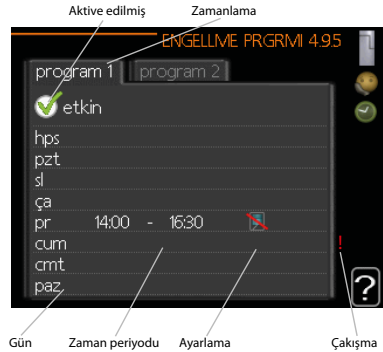 Aktive edilmiş Zamanlama
ENGELLME PRGRMI 4.9.5
program 1 program 2
etkin
hps
pzt
sl
ça
pr 14:00 - 16:30
cum
cmt
paz
!
?
Gün Zaman periyodu Ayarlama Çakışma